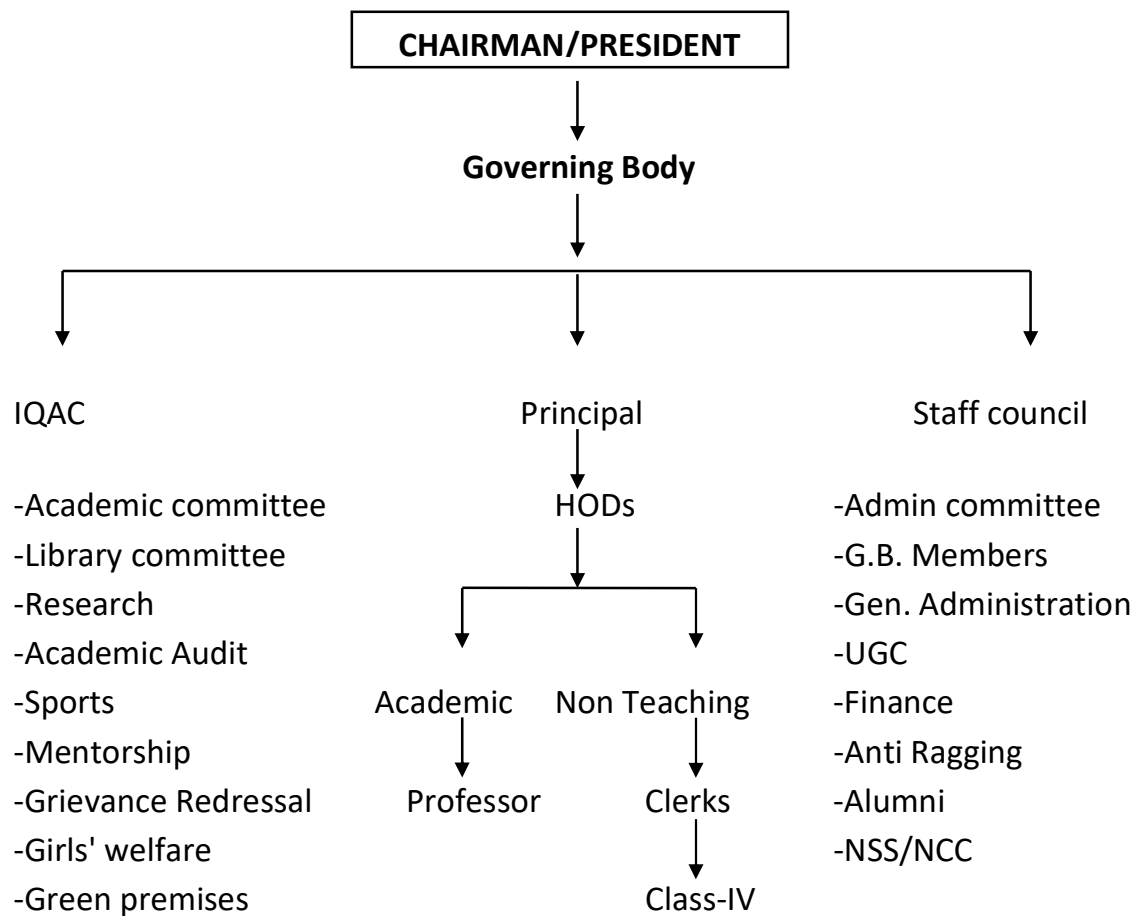 CHAIRMAN/PRESIDENT
Governing Body
IQAC Principal Staff council
-Academic committee HODs -Admin committee
-Library committee -G.B. Members
-Research -Gen. Administration
-Academic Audit -UGC
-Sports Academic Non Teaching -Finance
-Mentorship -Anti Ragging
-Grievance Redressal Professor Clerks -Alumni
-Girls' welfare -NSS/NCC
-Green premises Class-IV